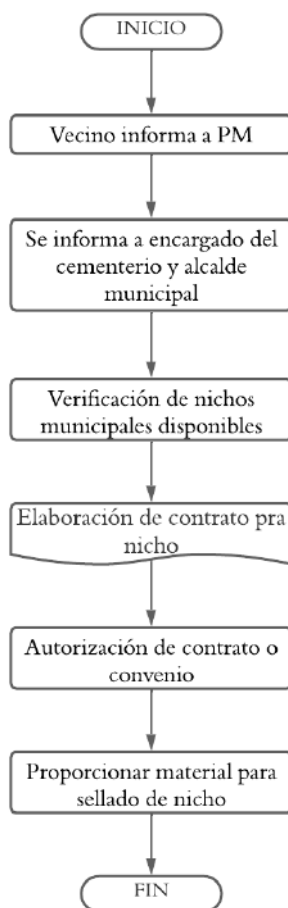 INICIO
Vecino informa a PM
Se informa a encargado del
cementerio y alcalde
municipal
Verificación de nichos
municipales disponibles
Elaboración de contrato pra
nicho
Autorización de contrato o
convenio
Proporcionar material para
sellado de nicho
FIN